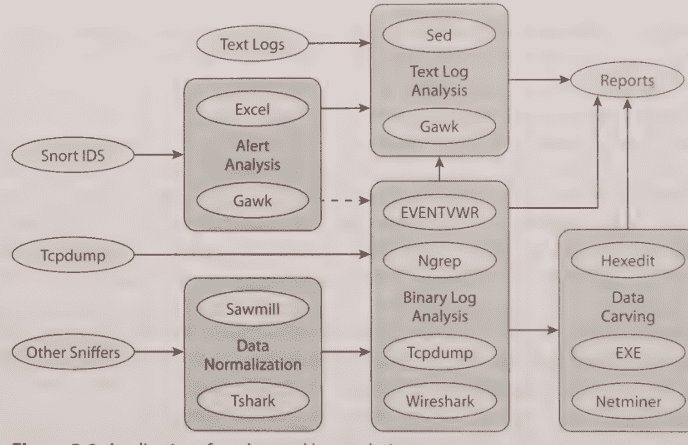 Text Logs
Sed
Text Log
Analysis
Gawk
Reports
Excel
Alert
Analysis
Gawk
Snort IDS
EVENTVWR
Ngrep
Binary Log
Analysis
Tcpdump
Wireshark
Tcpdump
Sawmill
Data
Normalization
Tshark
Other Sniffers
Hexedit
Data
Carving
EXE
Netminer